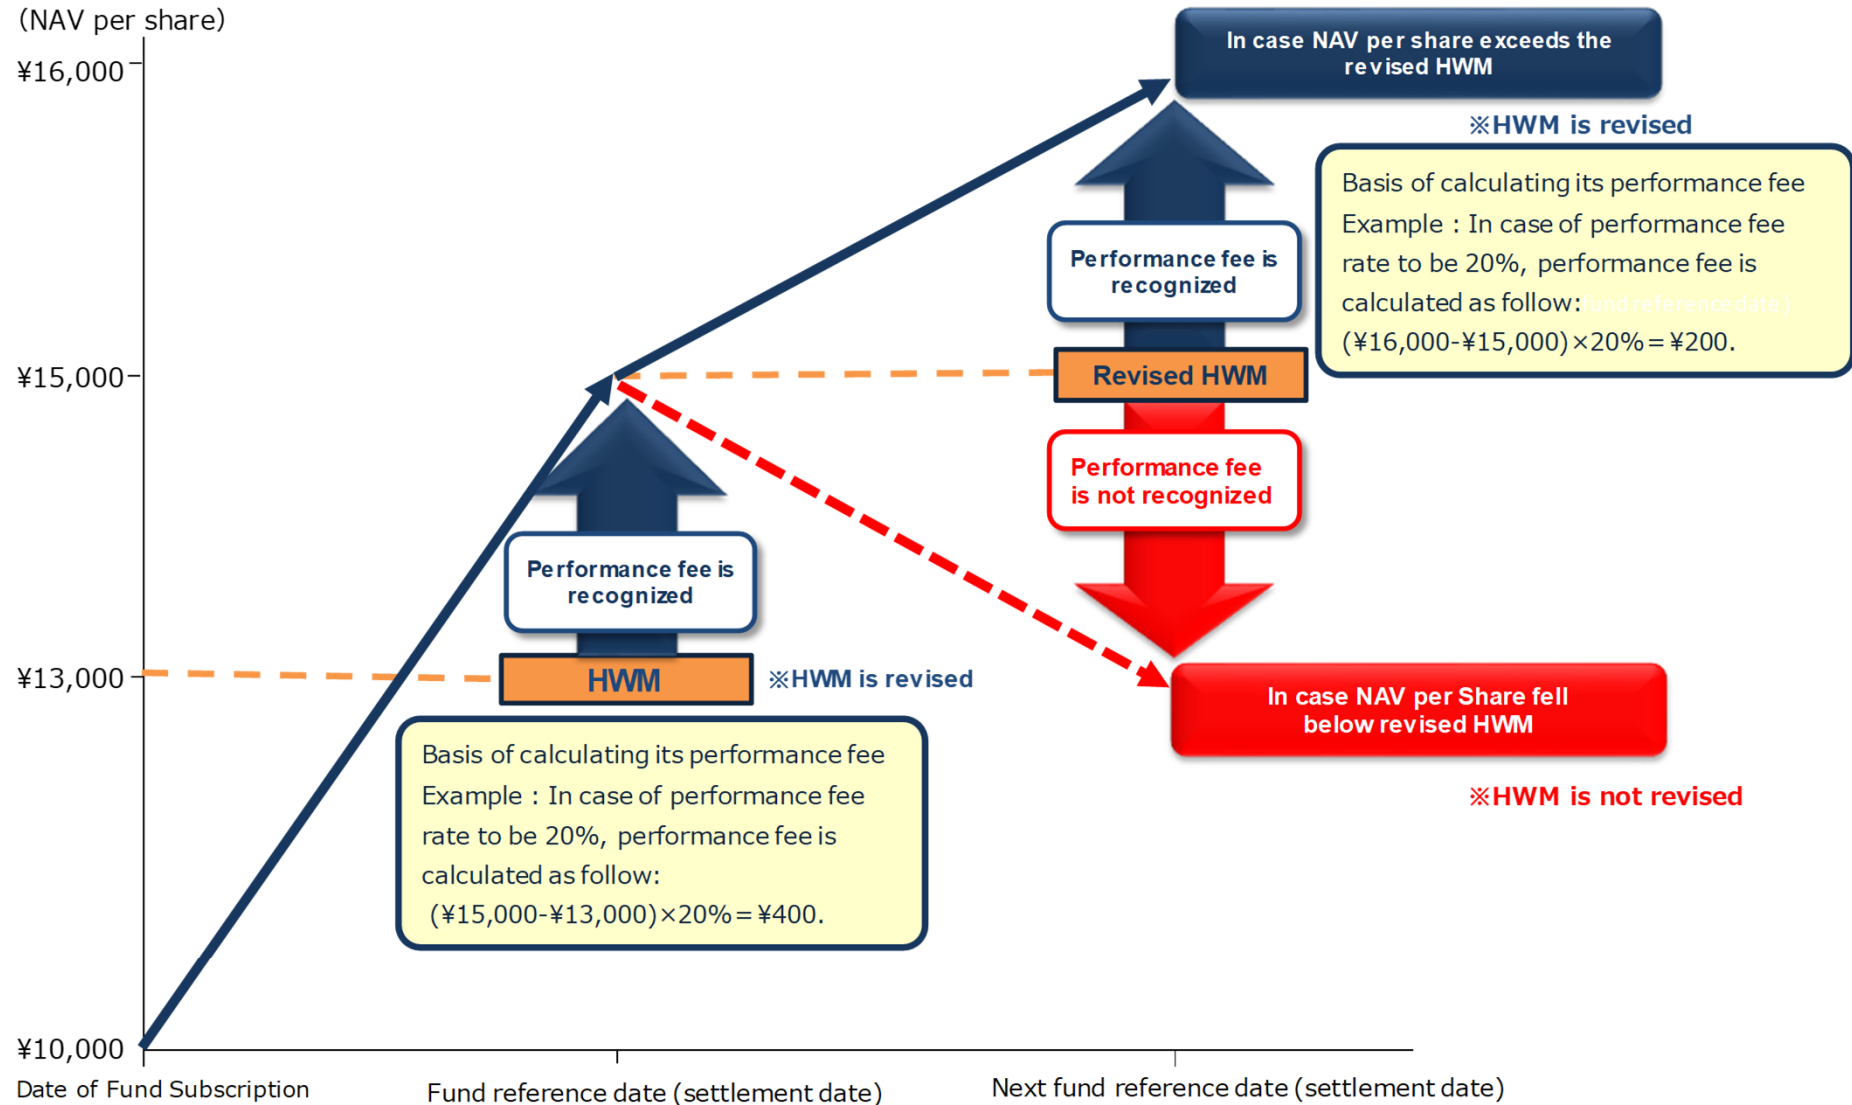 (NAV per share)
¥16,000
¥15,000
¥13,000
¥10,000
In case NAV per share exceeds the
revised HWM
※HWM is revised
Basis of calculating its performance fee
Example : In case of performance fee
rate to be 20%, performance fee is
calculated as follow:fund reference date)
(¥16,000-¥15,000)×20%=¥200.
Performance fee is
recognized
Revised HWM
Performance fee
is not recognized
Performance fee is
recognized
HWM
※HWM is revised
In case NAV per Share fell
below revised HWM
※HWM is not revised
Basis of calculating its performance fee
Example : In case of performance fee
rate to be 20%, performance fee is
calculated as follow:
(¥15,000-¥13,000)×20%=¥400.
Date of Fund Subscription
Fund reference date (settlement date)
Next fund reference date (settlement date)